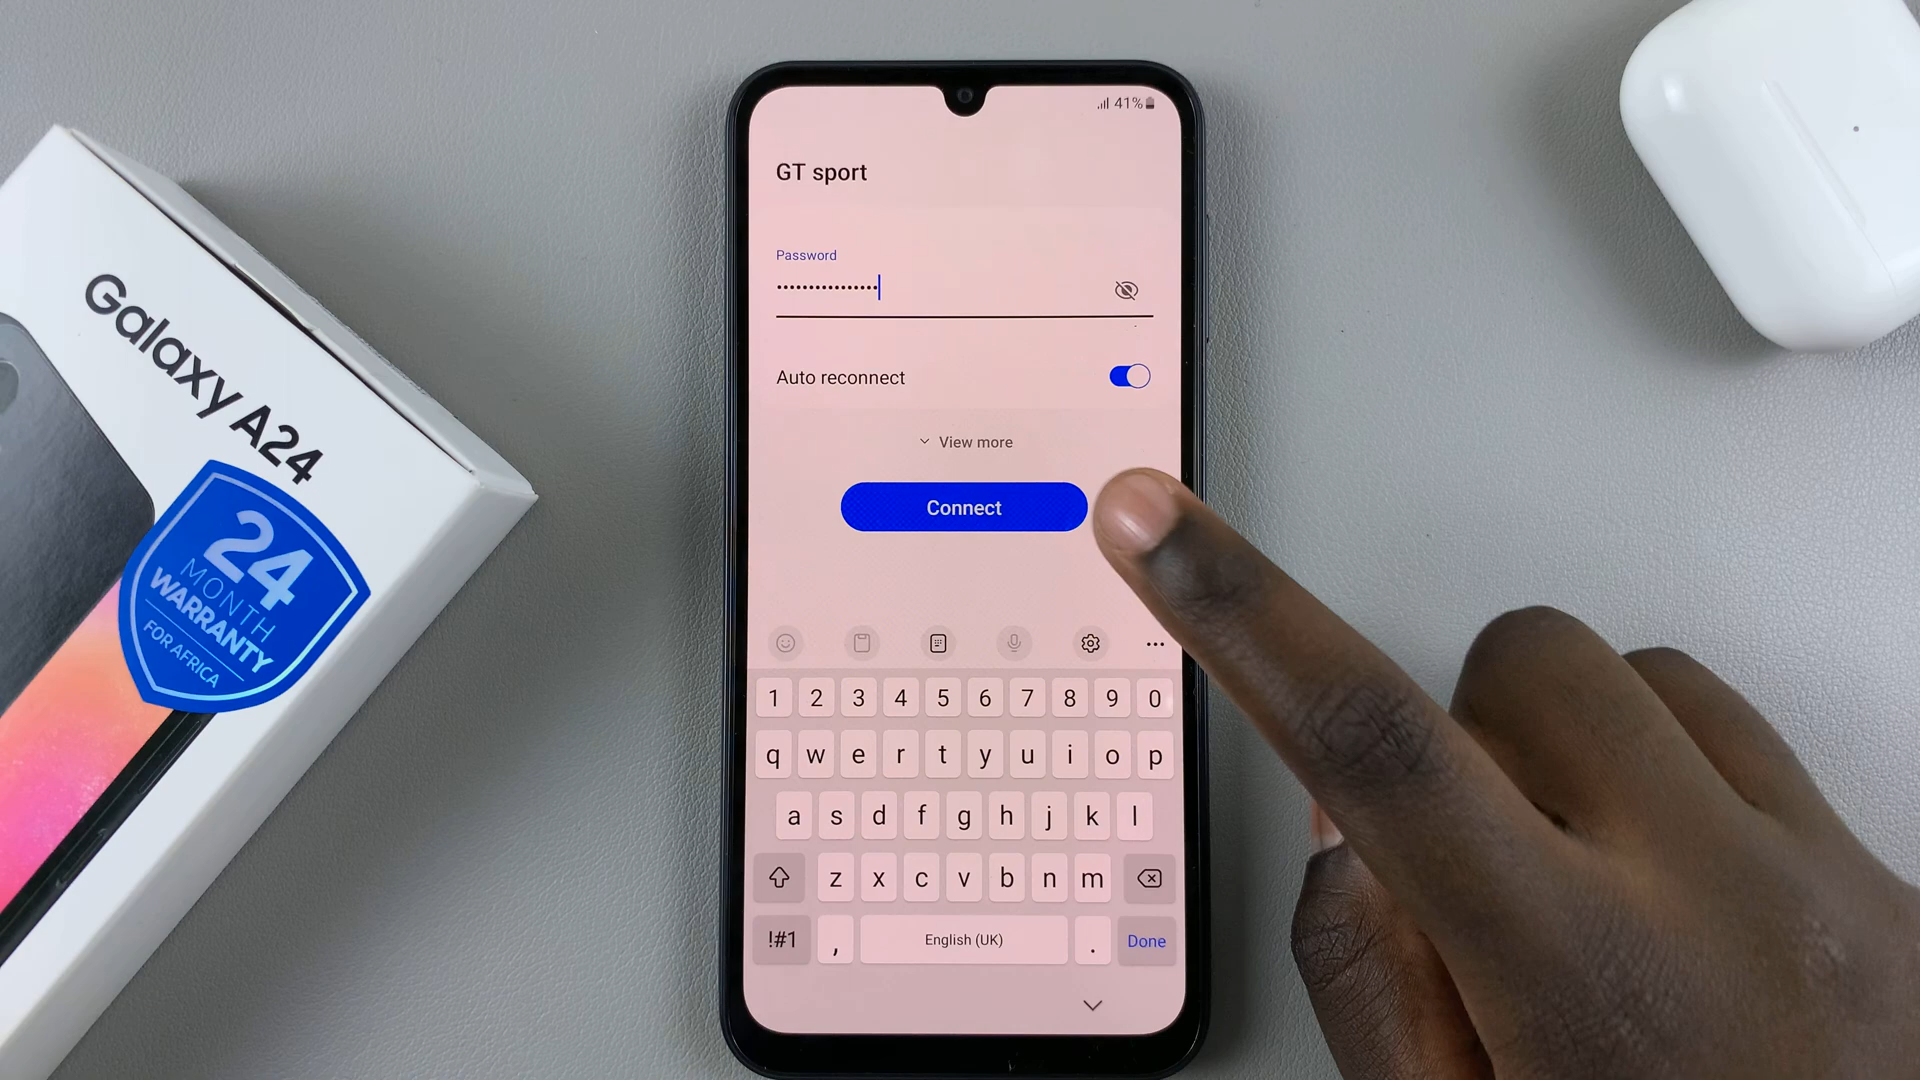 Galaxy A24
24
MONTH
WARRANTY
FOR AFRICA
41%
GT sport
Password
••••••••••••••••
Auto reconnect
View more
Connect
1 2 3 4 5 6 7 8 9 0
q w e r t y u i o p
a s d f g h j k l
z x c v b n m
!#1 , English (UK) . Done